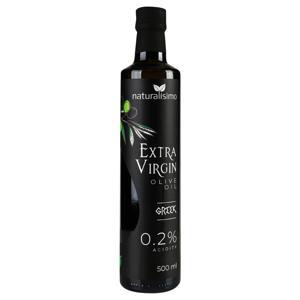 naturalisimo
EXTRA
VIRGIN
OLIVE
OIL
GREEK
0.2%
ACIDITY
500 ml